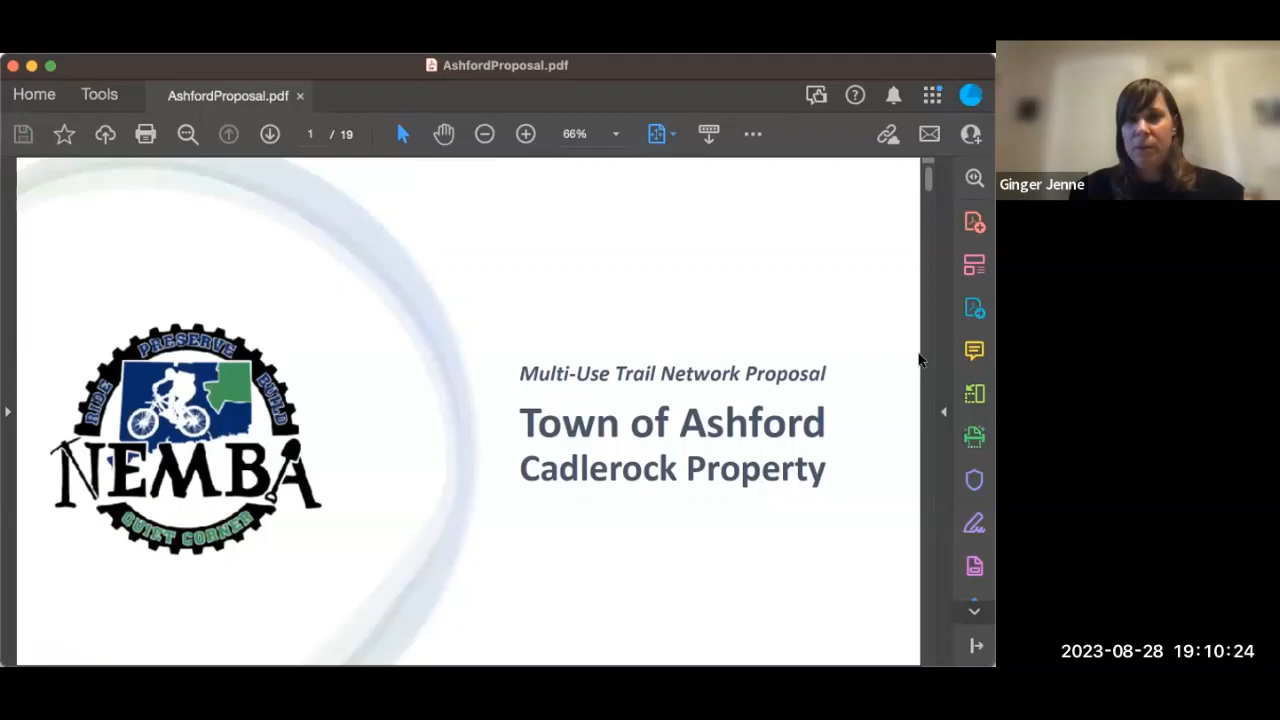 AshfordProposal.pdf
Home
Tools
AshfordProposal.pdf
1 / 19
66%
RIDE PRESERVE BUILD
NEMBA
QUIET CORNER
Multi-Use Trail Network Proposal
Town of Ashford
Cadlerock Property
Ginger Jenne
2023-08-28 19:10:24